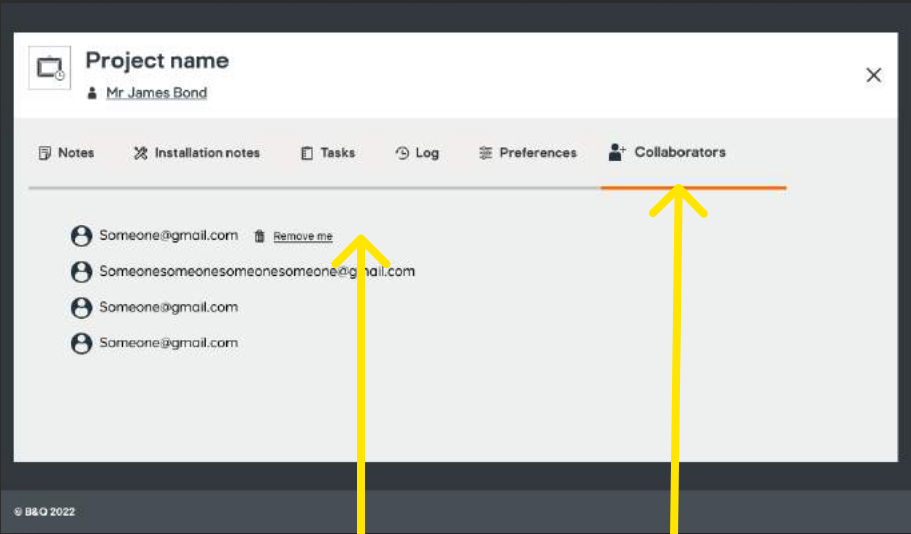 Project name
Mr James Bond
Notes Installation notes Tasks Log Preferences Collaborators
Someone@gmail.com Remove me
Someonesomeonesomeonesomeone@gmail.com
Someone@gmail.com
Someone@gmail.com
© B&Q 2022